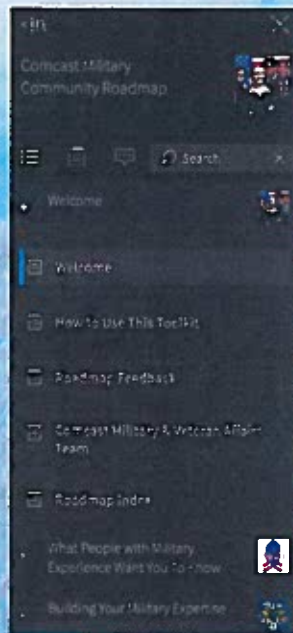 Comcast Military
Community Roadmap
Search
Welcome
Welcome
How to Use This Toolkit
Roadmap Feedback
Comcast Military & Veteran Affairs
Team
Roadmap Index
What People with Military
Experience Want You To Know
Building Your Military Expertise